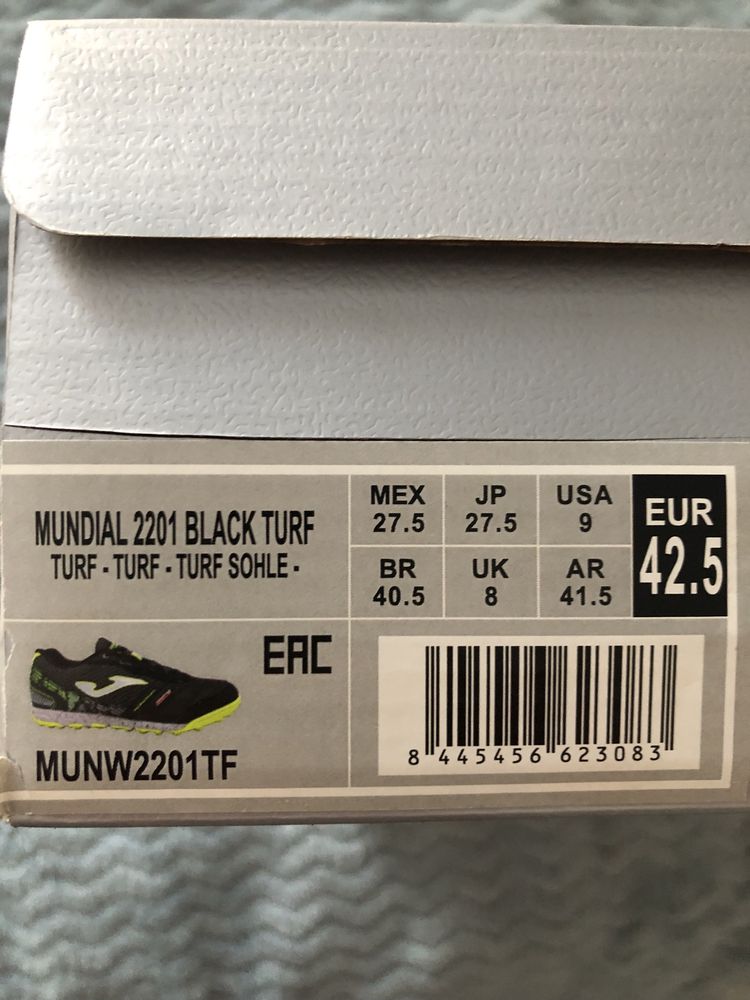 MUNDIAL 2201 BLACK TURF
TURF - TURF - TURF SOHLE -
MEX
27.5
JP
27.5
USA
9
BR
40.5
UK
8
AR
41.5
EUR
42.5
EAC
MUNW2201TF
8 445456 623083